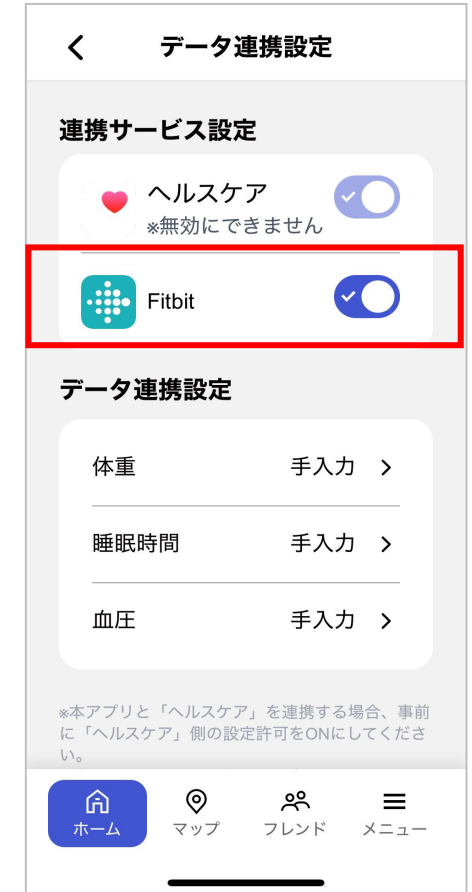 データ連携設定
連携サービス設定
ヘルスケア
※無効にできません
Fitbit
データ連携設定
体重 手入力
睡眠時間 手入力
血圧 手入力
※本アプリと「ヘルスケア」を連携する場合、事前
に「ヘルスケア」側の設定許可をONにしてくださ
い。
ホーム マップ フレンド メニュー